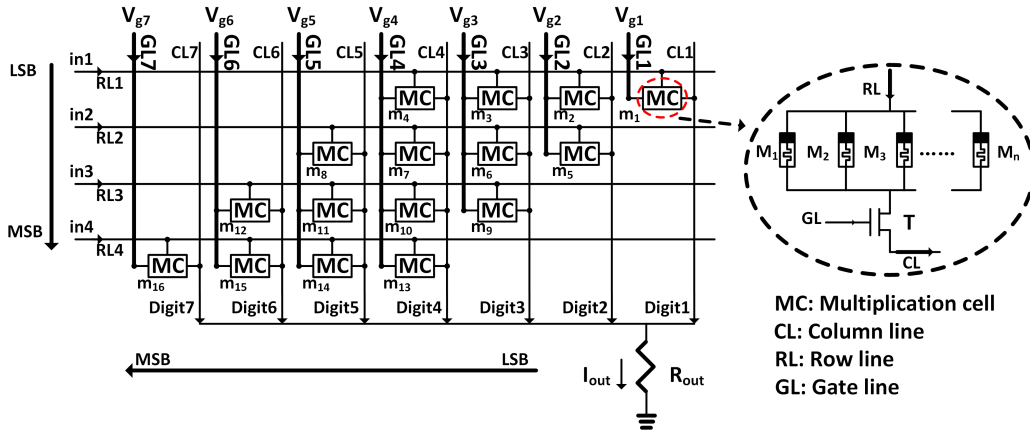 Vg7 Vg6 Vg5 Vg4 Vg3 Vg2 Vg1
GL7 CL7 GL6 CL6 GL5 CL5 GL4 CL4 GL3 CL3 GL2 CL2 GL1 CL1
LSB
in1
RL1
MC MC MC MC
m4 m3 m2 m1
in2
RL2
MC MC MC MC
m8 m7 m6 m5
in3
RL3
MC MC MC MC
m12 m11 m10 m9
MSB
in4
RL4
MC MC MC MC
m16 m15 m14 m13
Digit7 Digit6 Digit5 Digit4 Digit3 Digit2 Digit1
MSB LSB
Iout Rout
RL
M1 M2 M3 ...... Mn
GL T
CL
MC: Multiplication cell
CL: Column line
RL: Row line
GL: Gate line